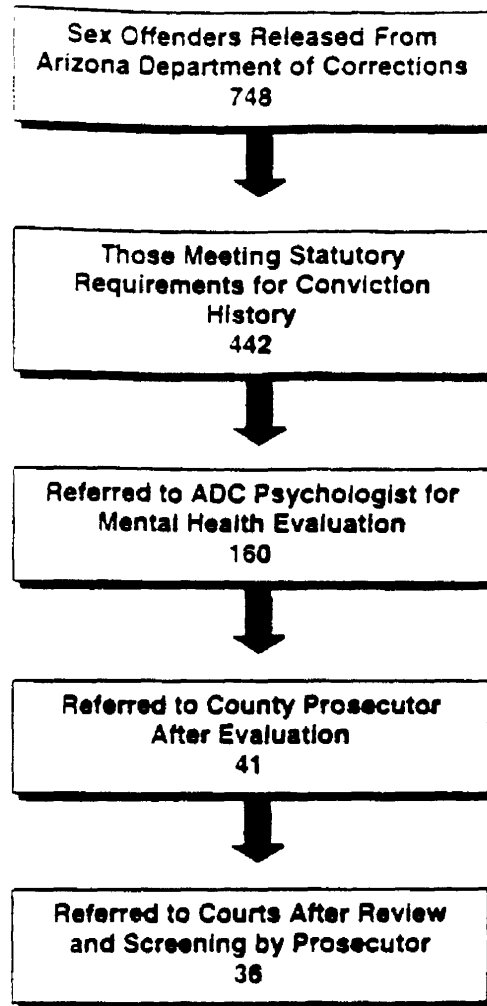 Sex Offenders Released From
Arizona Department of Corrections
748
Those Meeting Statutory
Requirements for Conviction
History
442
Referred to ADC Psychologist for
Mental Health Evaluation
160
Referred to County Prosecutor
After Evaluation
41
Referred to Courts After Review
and Screening by Prosecutor
36